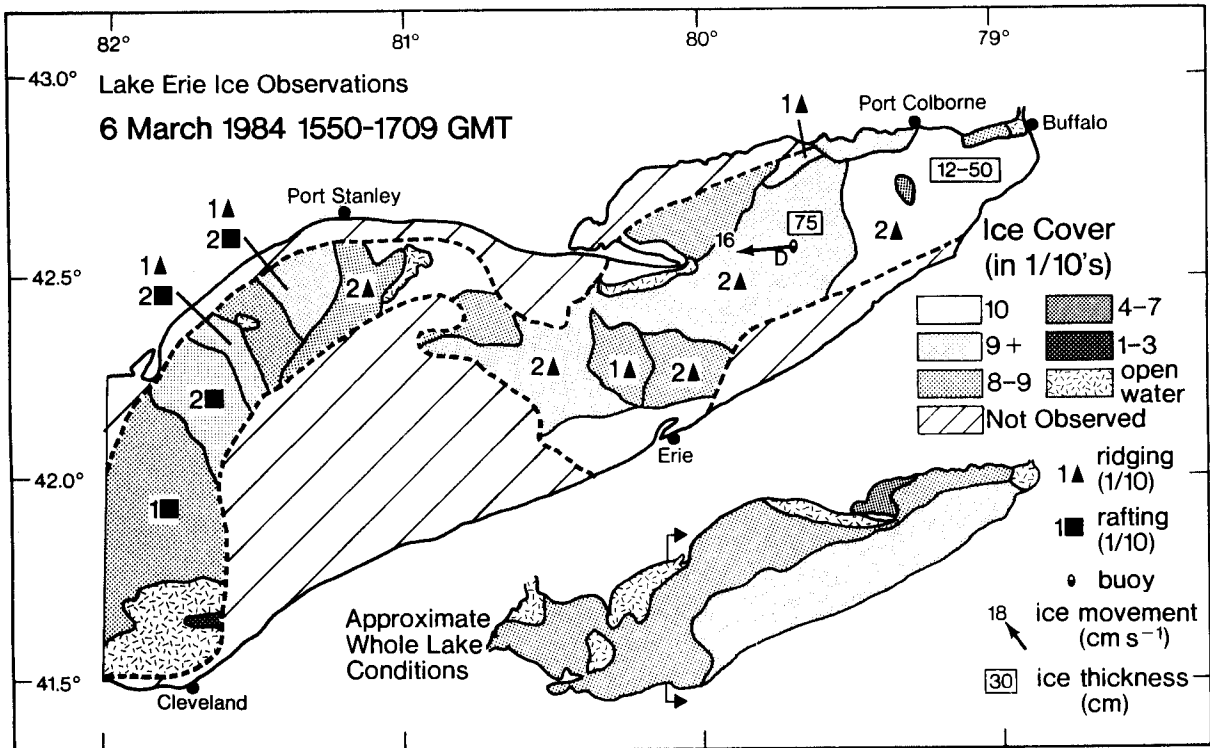 82°
81°
80°
79°
43.0°
42.5°
42.0°
41.5°
Lake Erie Ice Observations
6 March 1984 1550-1709 GMT
1▲
Port Colborne
Buffalo
12-50
Port Stanley
1▲
2■
1▲
2■
16
75
D
2▲
2▲
2▲
2▲
1▲
2▲
2■
Erie
1■
Cleveland
Ice Cover
(in 1/10's)
10
4-7
9 +
1-3
8-9
open
water
Not Observed
1▲ ridging
(1/10)
1■ rafting
(1/10)
buoy
18 ice movement
(cm s⁻¹)
30 ice thickness
(cm)
Approximate
Whole Lake
Conditions